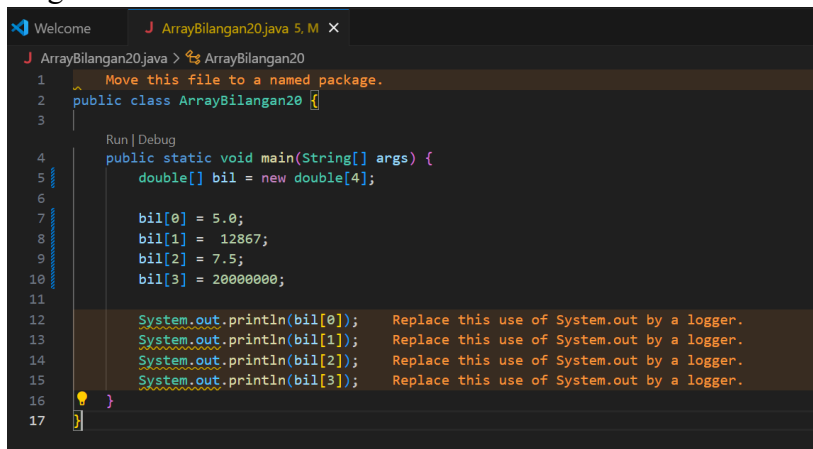 Welcome J ArrayBilangan20.java 5, M X
J ArrayBilangan20.java > ArrayBilangan20
1 Move this file to a named package.
2 public class ArrayBilangan20 {
3
Run | Debug
4 public static void main(String[] args) {
5 double[] bil = new double[4];
6
7 bil[0] = 5.0;
8 bil[1] =  12867;
9 bil[2] = 7.5;
10 bil[3] = 20000000;
11
12 System.out.println(bil[0]); Replace this use of System.out by a logger.
13 System.out.println(bil[1]); Replace this use of System.out by a logger.
14 System.out.println(bil[2]); Replace this use of System.out by a logger.
15 System.out.println(bil[3]); Replace this use of System.out by a logger.
16 }
17 }